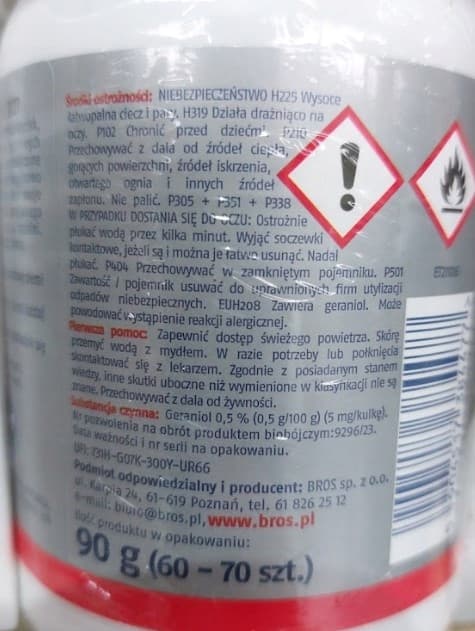 Środki ostrożności: NIEBEZPIECZEŃSTWO H225 Wysoce
łatwopalna ciecz i pary. H319 Działa drażniąco na
oczy. P102 Chronić przed dziećmi. P210
Przechowywać z dala od źródeł ciepła,
gorących powierzchni, źródeł iskrzenia,
otwartego ognia i innych źródeł
zapłonu. Nie palić. P305 + P351 + P338
W PRZYPADKU DOSTANIA SIĘ DO OCZU: Ostrożnie
płukać wodą przez kilka minut. Wyjąć soczewki
kontaktowe, jeżeli są i można je łatwo usunąć. Nadal
płukać. P404 Przechowywać w zamkniętym pojemniku. P501
Zawartość / pojemnik usuwać do uprawnionych firm utylizacji
odpadów niebezpiecznych. EUH208 Zawiera geraniol. Może
powodować wystąpienie reakcji alergicznej.
Pierwsza pomoc: Zapewnić dostęp świeżego powietrza. Skórę
przemyć wodą z mydłem. W razie potrzeby lub połknięcia
skontaktować się z lekarzem. Zgodnie z posiadanym stanem
wiedzy, inne skutki uboczne niż wymienione w klasyfikacji nie są
znane. Przechowywać z dala od żywności.
Substancja czynna: Geraniol 0,5 % (0,5 g/100 g) (5 mg/kulkę).
Nr pozwolenia na obrót produktem biobójczym:9296/23.
Data ważności i nr serii na opakowaniu.
UFI: 731H-G07K-300Y-UR66
Podmiot odpowiedzialny i producent: BROS sp. z o.o.
ul. Karpia 24, 61-619 Poznań, tel. 61 826 25 12
e-mail: biuro@bros.pl, www.bros.pl
Ilość produktu w opakowaniu:
90 g (60 – 70 szt.)